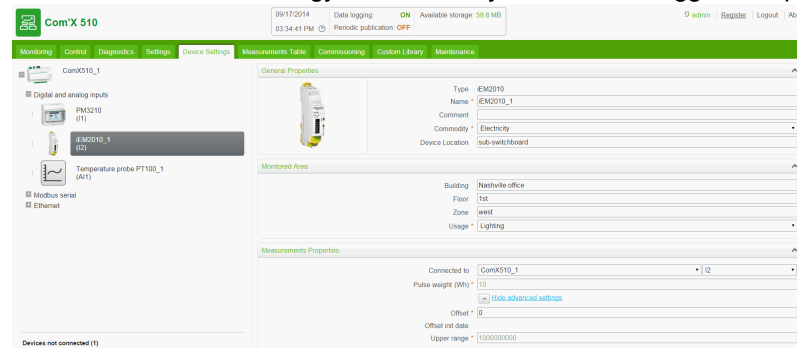 Com'X 510
09/17/2014
03:34:41 PM
Data logging: ON
Periodic publication: OFF
Available storage: 58.8 MB
admin | Register | Logout | Ab
Monitoring Control Diagnostics Settings Device Settings Measurements Table Commissioning Custom Library Maintenance
ComX510_1
Digital and analog inputs
PM3210
(I1)
iEM2010_1
(I2)
Temperature probe PT100_1
(AI1)
Modbus serial
Ethernet
Devices not connected (1)
General Properties
Type iEM2010
Name * iEM2010_1
Comment
Commodity * Electricity
Device Location sub-switchboard
Monitored Area
Building Nashville office
Floor 1st
Zone west
Usage * Lighting
Measurements Properties
Connected to ComX510_1 I2
Pulse weight (Wh) * 10
Hide advanced settings
Offset * 0
Offset init date
Upper range * 1000000000